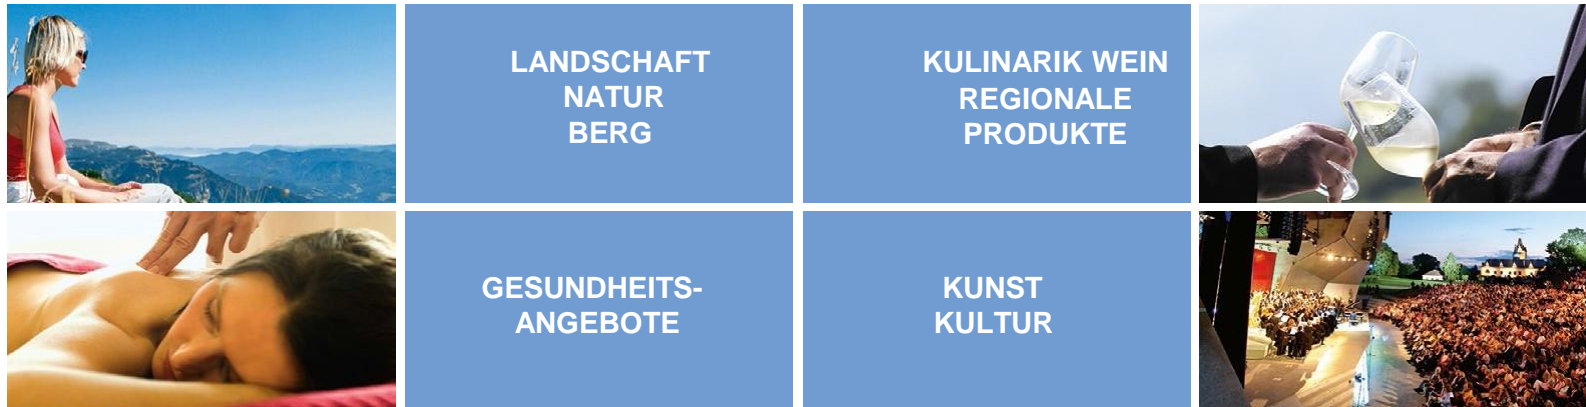 LANDSCHAFT
NATUR
BERG
KULINARIK WEIN
REGIONALE
PRODUKTE
GESUNDHEITS-
ANGEBOTE
KUNST
KULTUR